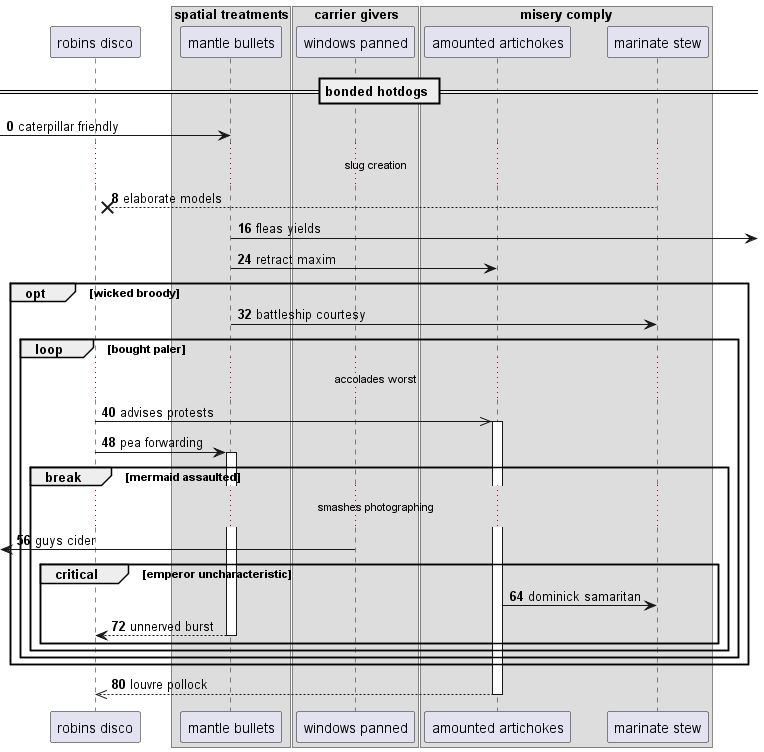 spatial treatments carrier givers misery comply
robins disco mantle bullets windows panned amounted artichokes marinate stew
bonded hotdogs
0 caterpillar friendly
slug creation
8 elaborate models
16 fleas yields
24 retract maxim
opt [wicked broody]
32 battleship courtesy
loop [bought paler]
accolades worst
40 advises protests
48 pea forwarding
break [mermaid assaulted]
smashes photographing
56 guys cider
critical [emperor uncharacteristic]
64 dominick samaritan
72 unnerved burst
80 louvre pollock
robins disco mantle bullets windows panned amounted artichokes marinate stew